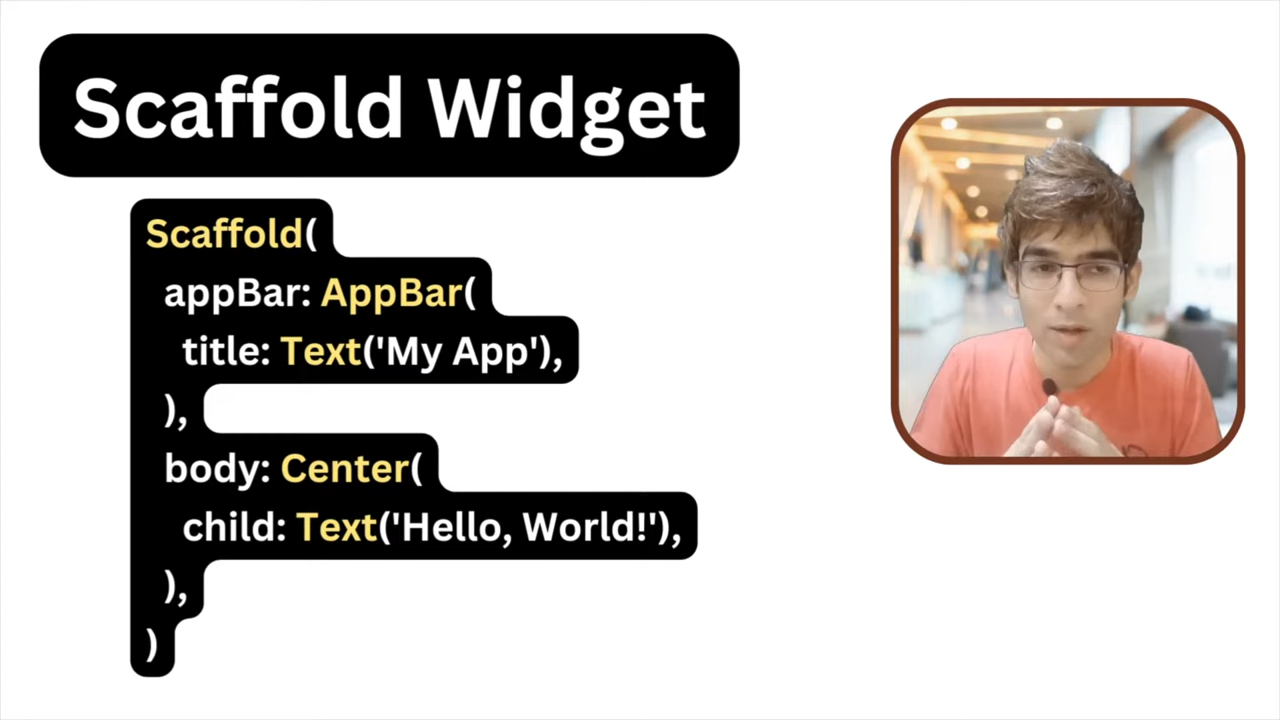 Scaffold Widget
Scaffold(
appBar: AppBar(
title: Text('My App'),
),
body: Center(
child: Text('Hello, World!'),
),
)